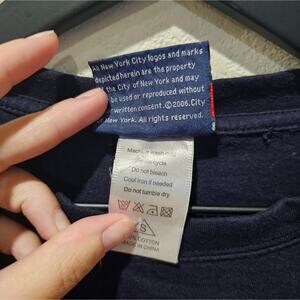 All New York City logos and marks
depicted herein are the property
the City of New York and may
be used or reproduced without
written consent. © 2006. City
New York. All rights reserved.
Machine wash cold
cycle
Do not bleach
Cool iron if needed
Do not tumble dry
XS
COTTON
MADE IN CHINA